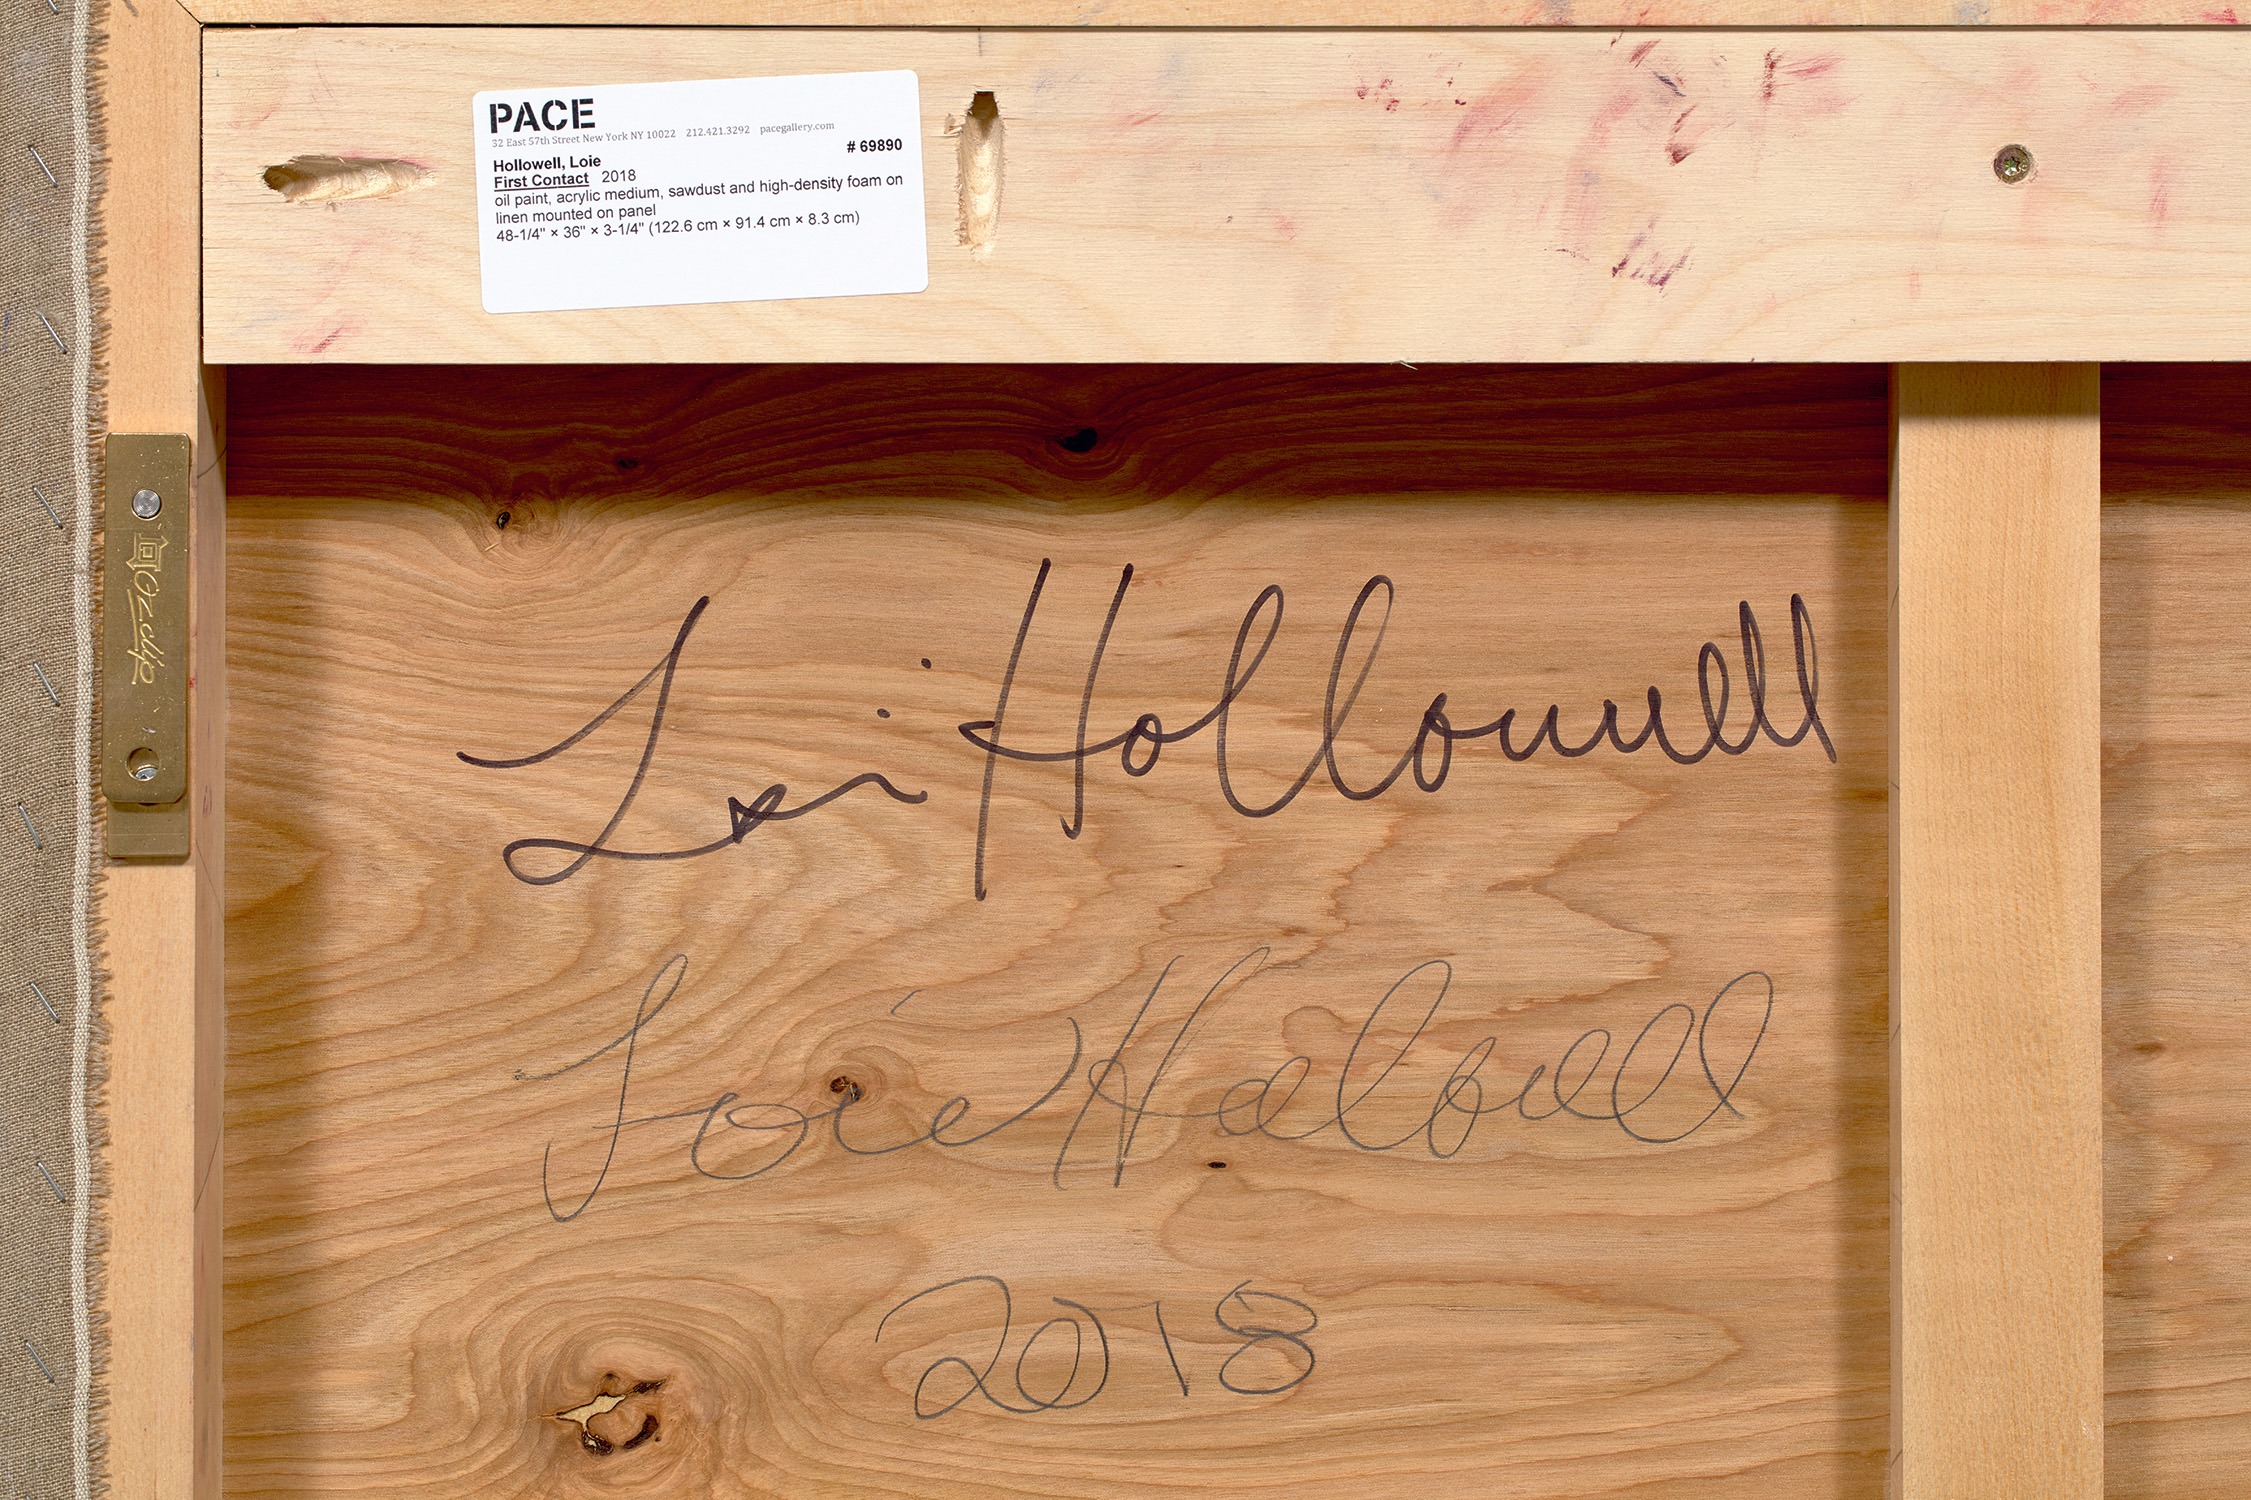 PACE
32 East 57th Street New York NY 10022 212.421.3292 pacegallery.com
# 69890
Hollowell, Loie
First Contact 2018
oil paint, acrylic medium, sawdust and high-density foam on
linen mounted on panel
48-1/4" × 36" × 3-1/4" (122.6 cm × 91.4 cm × 8.3 cm)
Ozclip
Loii Hollowell
Loie Hollowell
2018